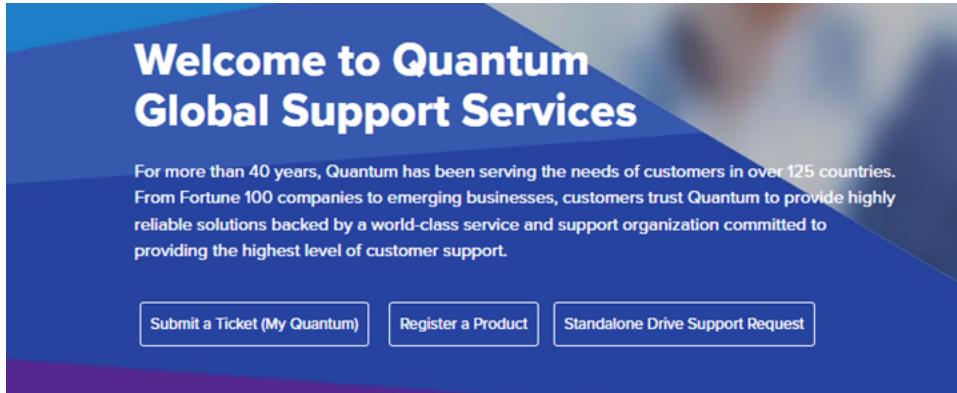 Welcome to Quantum
Global Support Services
For more than 40 years, Quantum has been serving the needs of customers in over 125 countries.
From Fortune 100 companies to emerging businesses, customers trust Quantum to provide highly
reliable solutions backed by a world-class service and support organization committed to
providing the highest level of customer support.
Submit a Ticket (My Quantum)
Register a Product
Standalone Drive Support Request